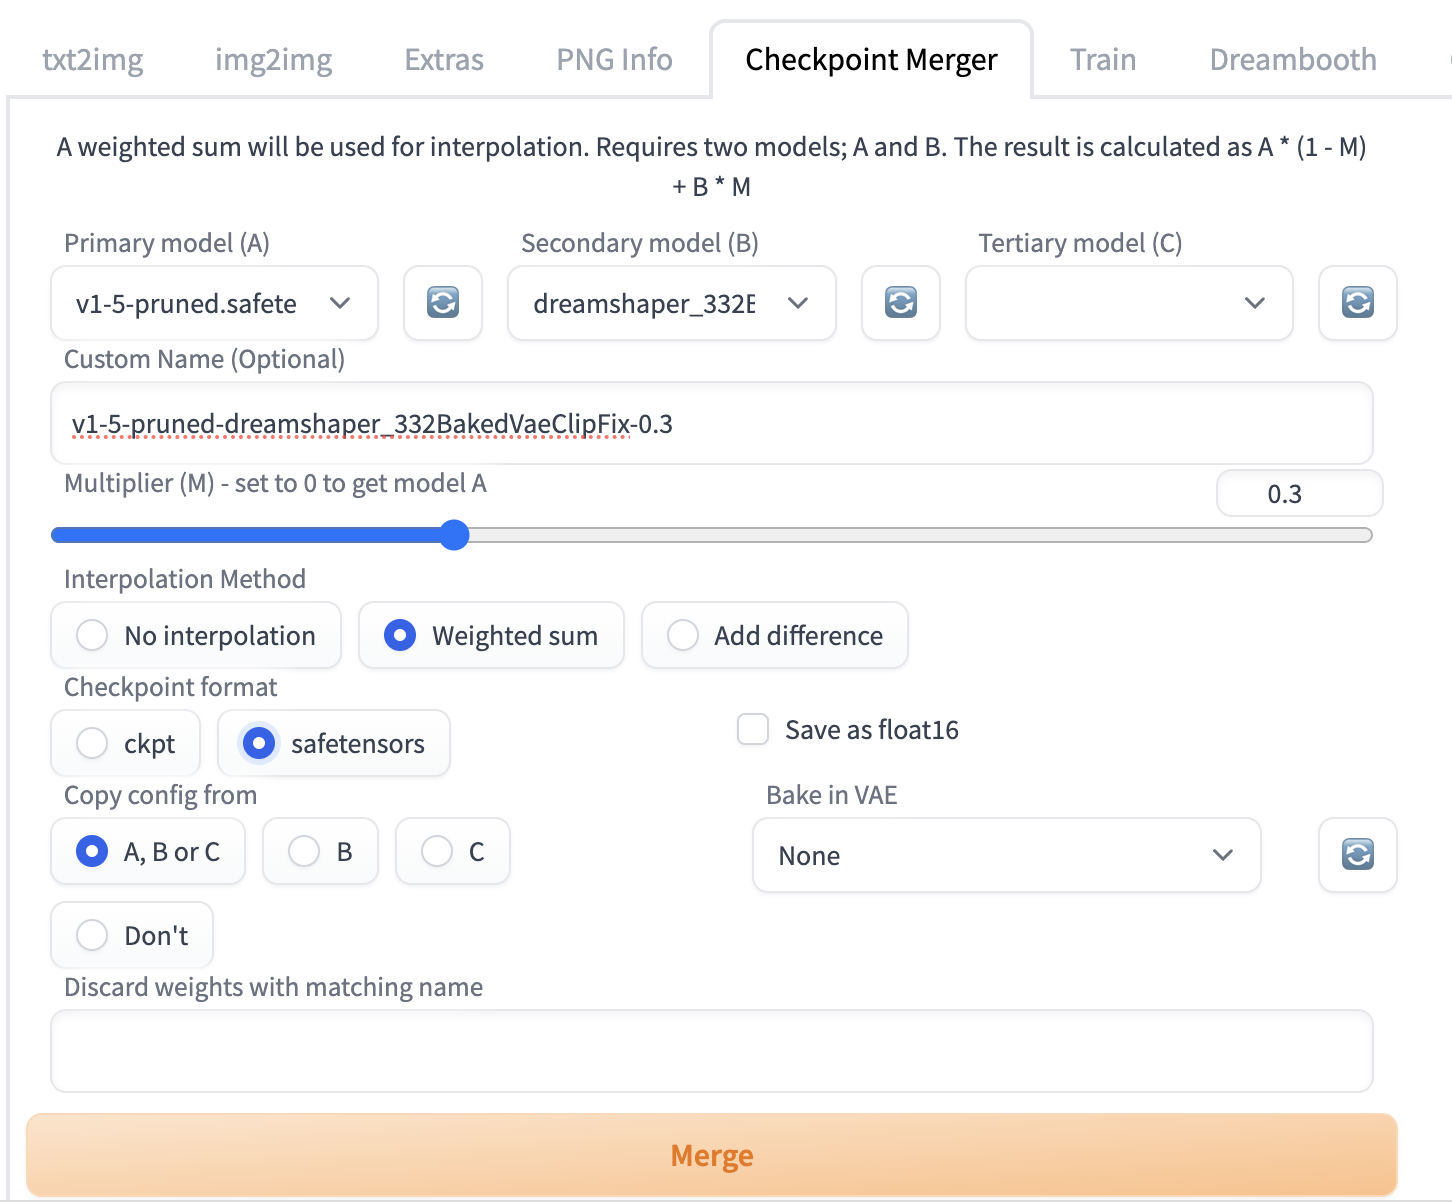 txt2img img2img Extras PNG Info Checkpoint Merger Train Dreambooth
A weighted sum will be used for interpolation. Requires two models; A and B. The result is calculated as A * (1 - M)
+ B * M
Primary model (A) Secondary model (B) Tertiary model (C)
v1-5-pruned.safete dreamshaper_332B
Custom Name (Optional)
v1-5-pruned-dreamshaper_332BakedVaeClipFix-0.3
Multiplier (M) - set to 0 to get model A 0.3
Interpolation Method
No interpolation Weighted sum Add difference
Checkpoint format
ckpt safetensors Save as float16
Copy config from Bake in VAE
A, B or C B C None
Don't
Discard weights with matching name
Merge